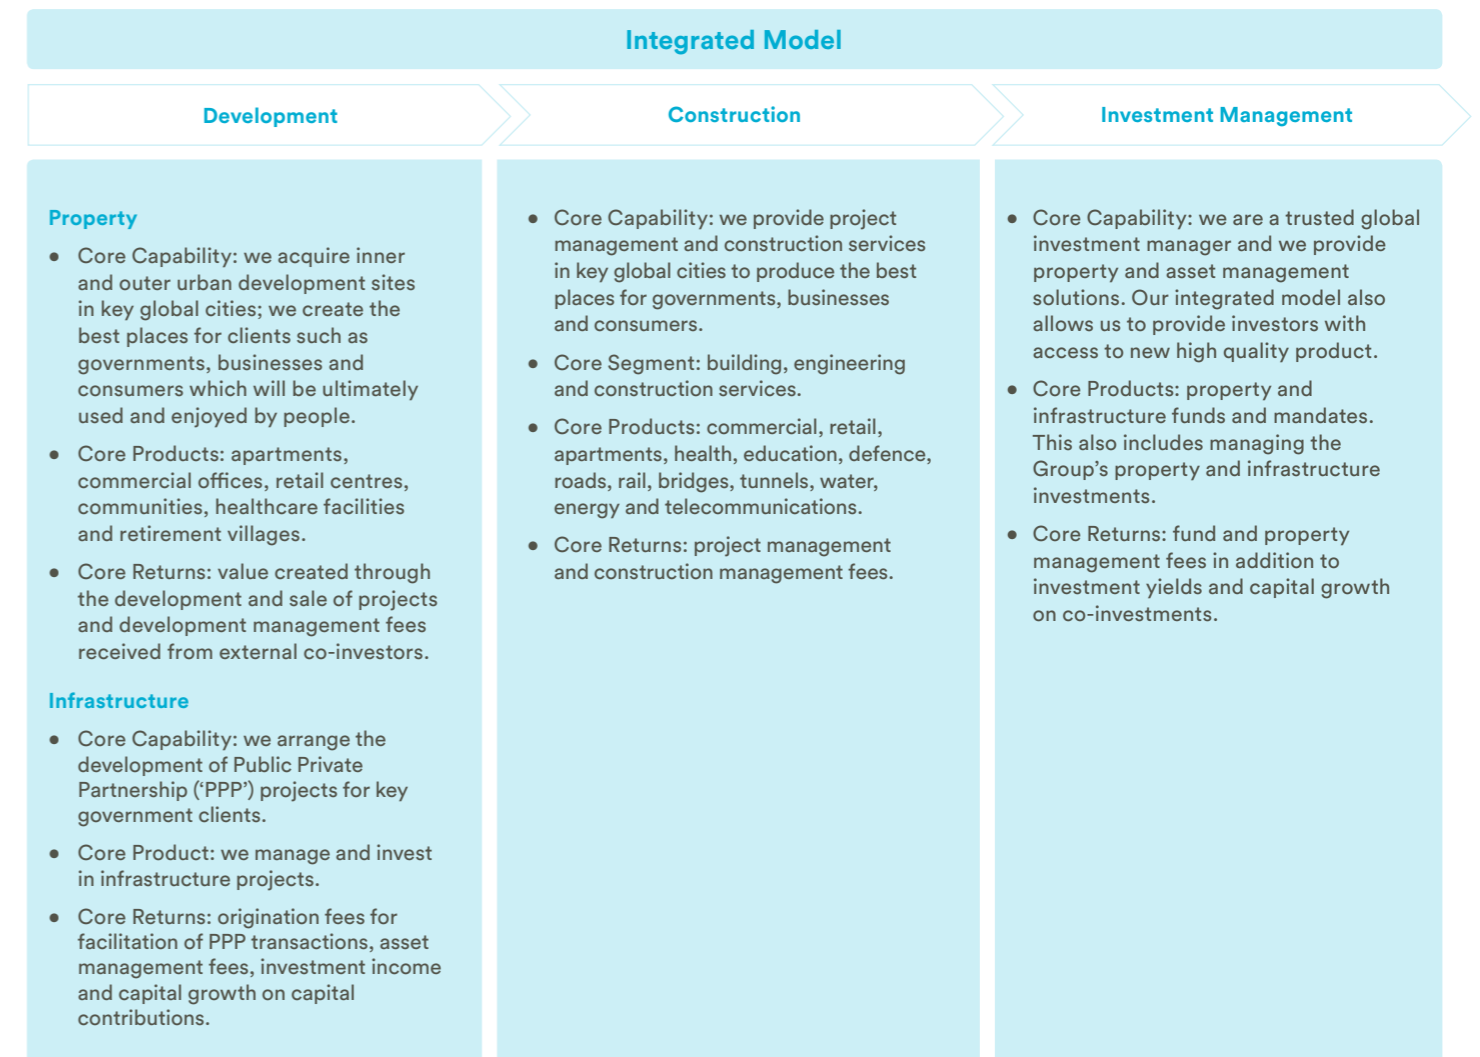 Integrated Model
Development
Construction
Investment Management
Property
● Core Capability: we acquire inner
and outer urban development sites
in key global cities; we create the
best places for clients such as
governments, businesses and
consumers which will be ultimately
used and enjoyed by people.
● Core Products: apartments,
commercial offices, retail centres,
communities, healthcare facilities
and retirement villages.
● Core Returns: value created through
the development and sale of projects
and development management fees
received from external co-investors.
Infrastructure
● Core Capability: we arrange the
development of Public Private
Partnership (‘PPP’) projects for key
government clients.
● Core Product: we manage and invest
in infrastructure projects.
● Core Returns: origination fees for
facilitation of PPP transactions, asset
management fees, investment income
and capital growth on capital
contributions.
● Core Capability: we provide project
management and construction services
in key global cities to produce the best
places for governments, businesses
and consumers.
● Core Segment: building, engineering
and construction services.
● Core Products: commercial, retail,
apartments, health, education, defence,
roads, rail, bridges, tunnels, water,
energy and telecommunications.
● Core Returns: project management
and construction management fees.
● Core Capability: we are a trusted global
investment manager and we provide
property and asset management
solutions. Our integrated model also
allows us to provide investors with
access to new high quality product.
● Core Products: property and
infrastructure funds and mandates.
This also includes managing the
Group’s property and infrastructure
investments.
● Core Returns: fund and property
management fees in addition to
investment yields and capital growth
on co-investments.